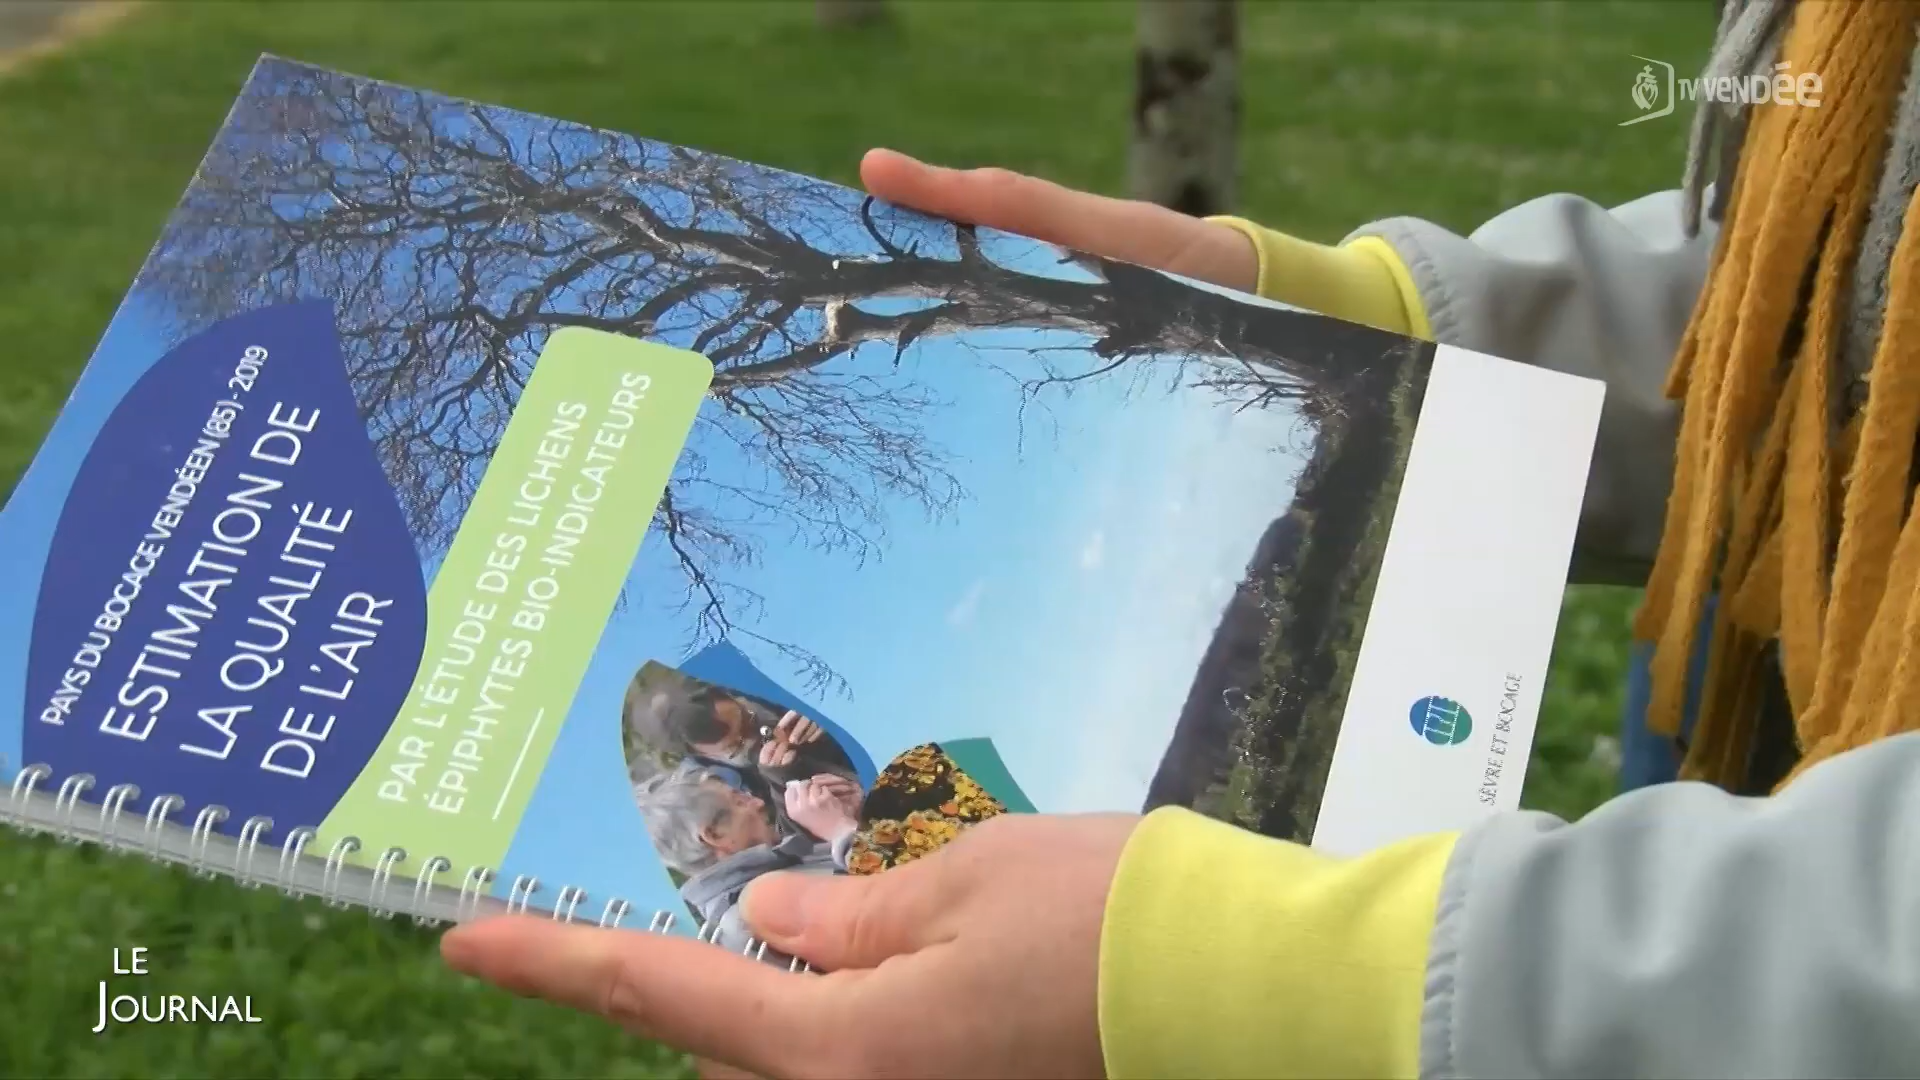 TV VENDÉE
PAYS DU BOCAGE VENDÉEN (85) - 2019
ESTIMATION DE
LA QUALITÉ
DE L'AIR
PAR L'ÉTUDE DES LICHENS
ÉPIPHYTES BIO-INDICATEURS
SÈVRE ET BOCAGE
LE
JOURNAL